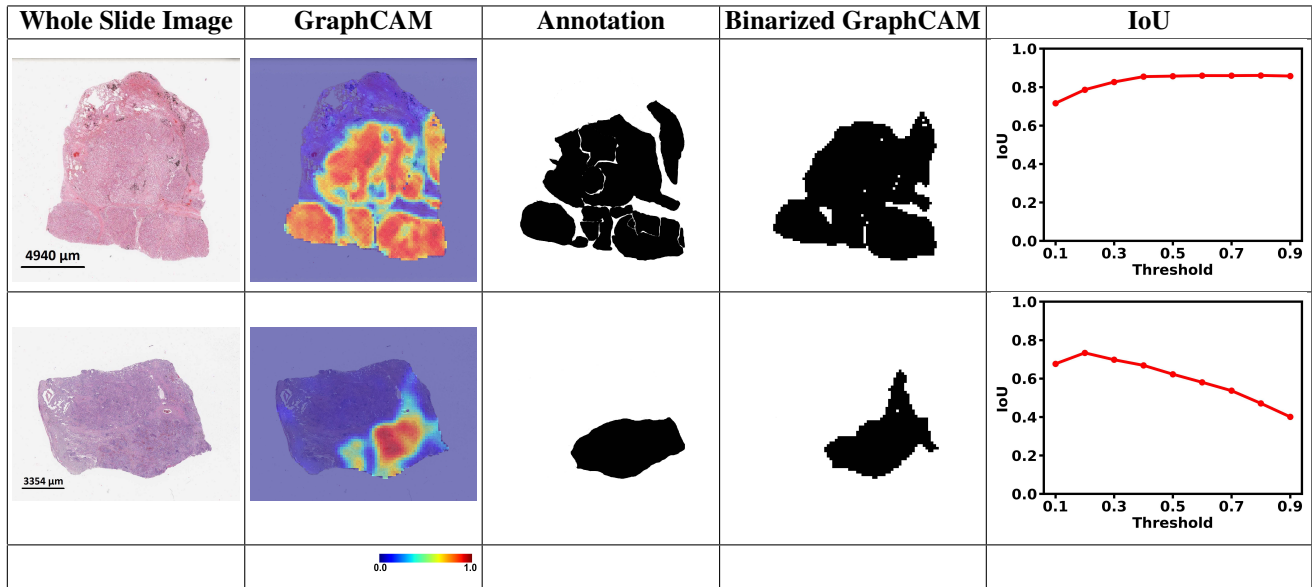 Whole Slide Image GraphCAM Annotation Binarized GraphCAM IoU
4940 µm
1.0
0.8
0.6
0.4
0.2
0.0
IoU
0.1 0.3 0.5 0.7 0.9
Threshold
3354 µm
1.0
0.8
0.6
0.4
0.2
0.0
IoU
0.1 0.3 0.5 0.7 0.9
Threshold
0.0 1.0